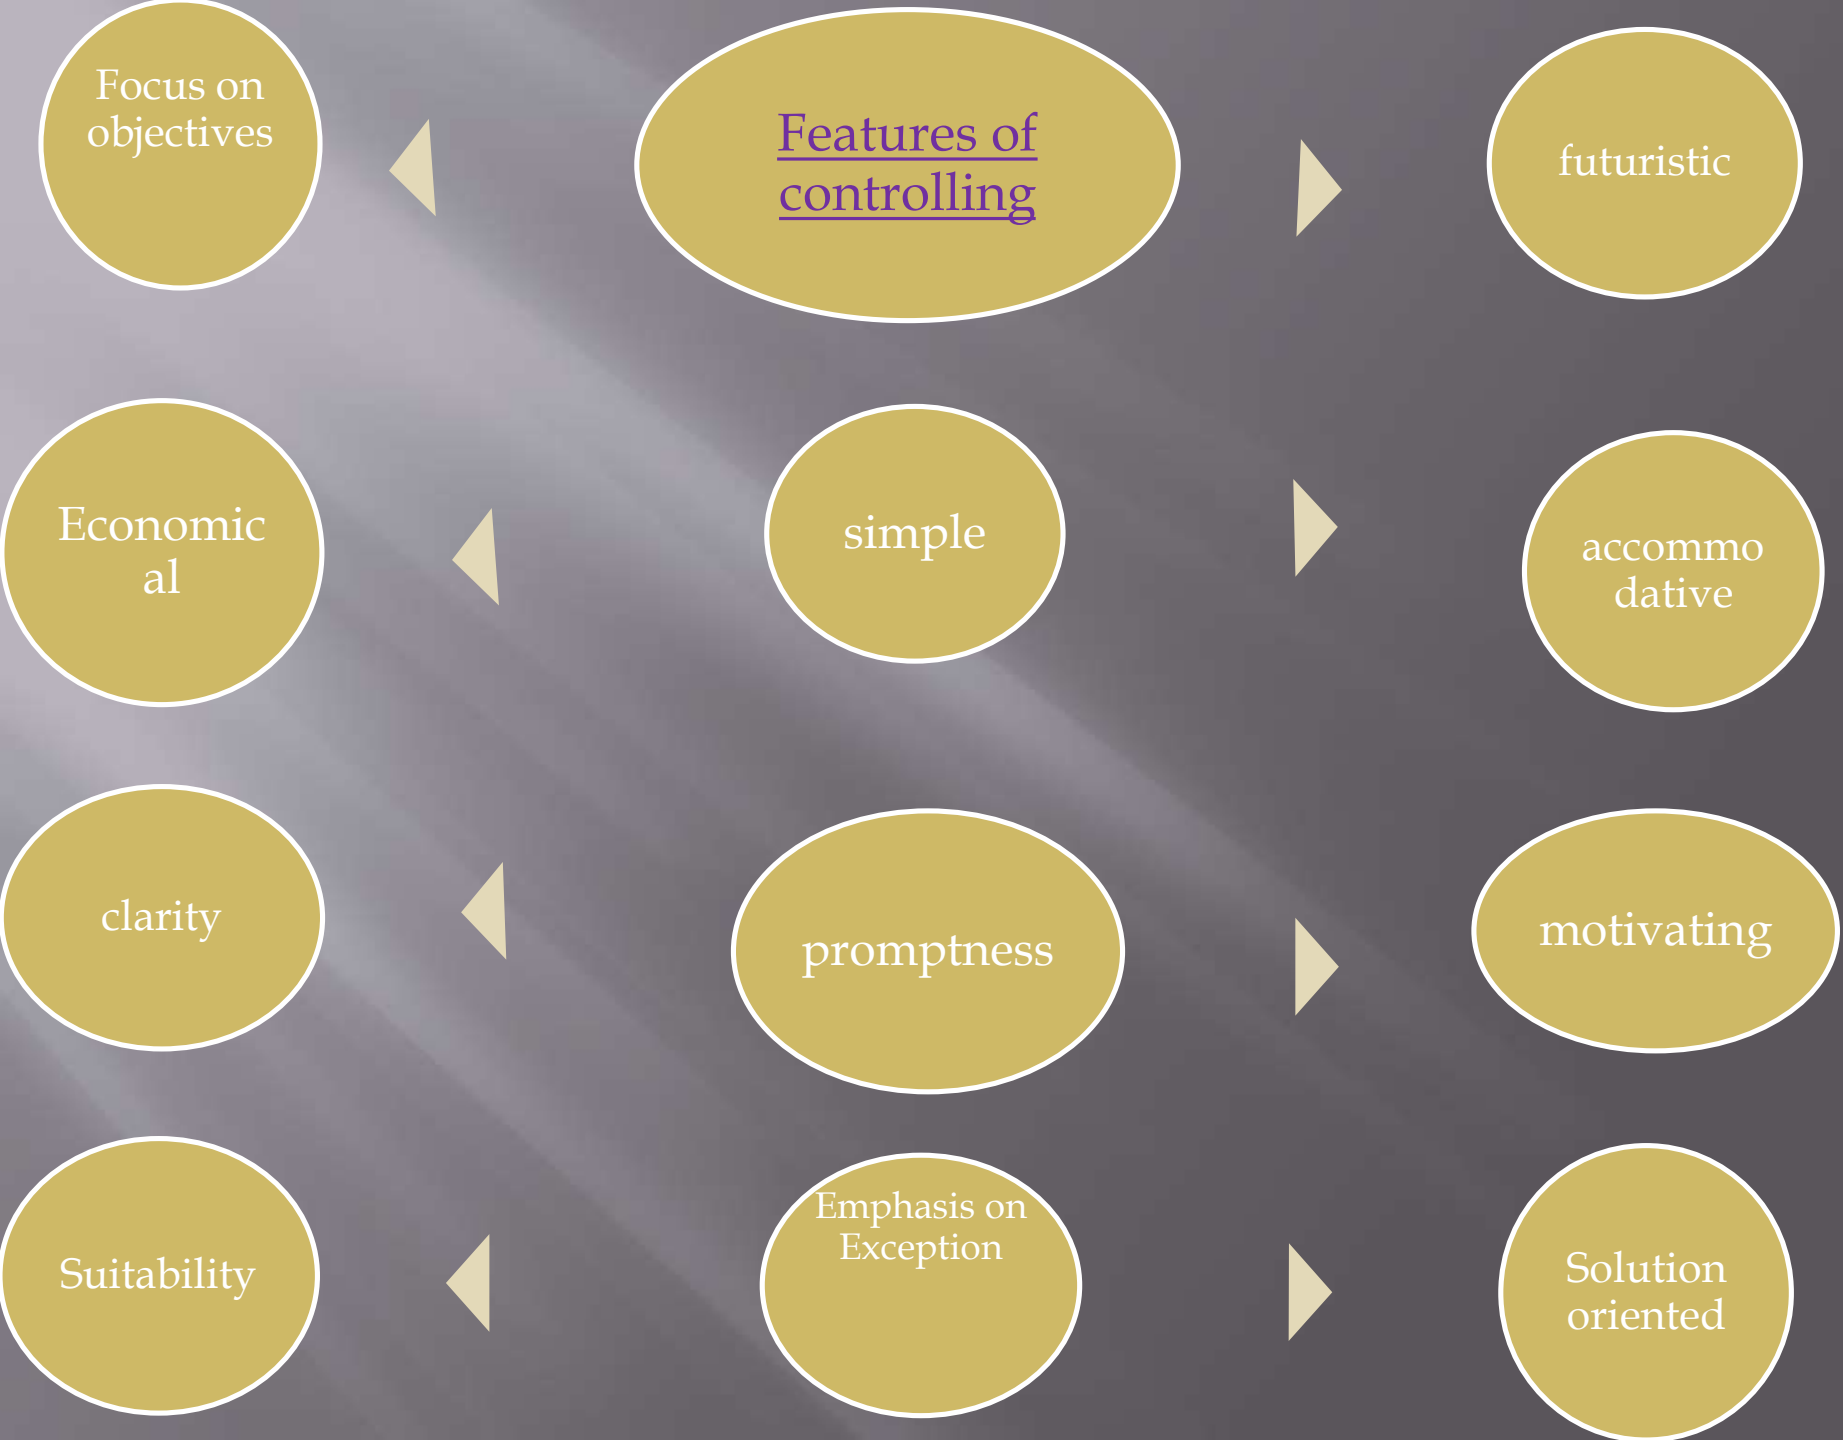 Focus on
objectives
Features of
controlling
futuristic
Economic
al
simple
accommo
dative
clarity
promptness
motivating
Suitability
Emphasis on
Exception
Solution
oriented